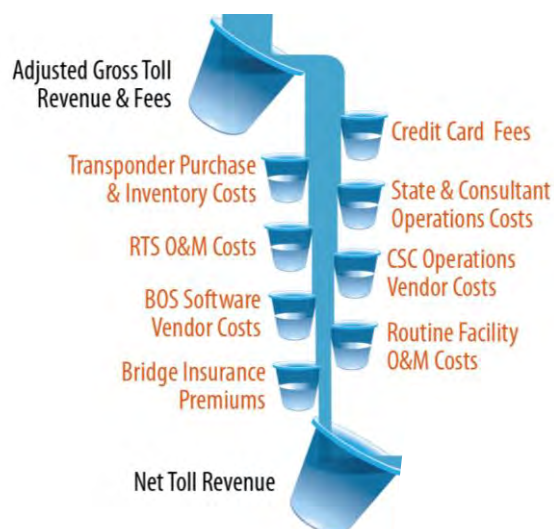 Adjusted Gross Toll
Revenue & Fees
Credit Card Fees
Transponder Purchase
& Inventory Costs
State & Consultant
Operations Costs
RTS O&M Costs
CSC Operations
Vendor Costs
BOS Software
Vendor Costs
Routine Facility
O&M Costs
Bridge Insurance
Premiums
Net Toll Revenue